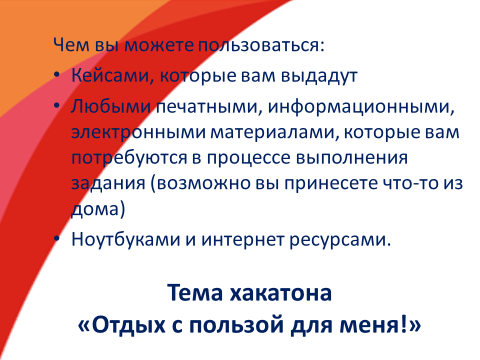 Чем вы можете пользоваться:
• Кейсами, которые вам выдадут
• Любыми печатными, информационными,
электронными материалами, которые вам
потребуются в процессе выполнения
задания (возможно вы принесете что-то из
дома)
• Ноутбуками и интернет ресурсами.
Тема хакатона
«Отдых с пользой для меня!»